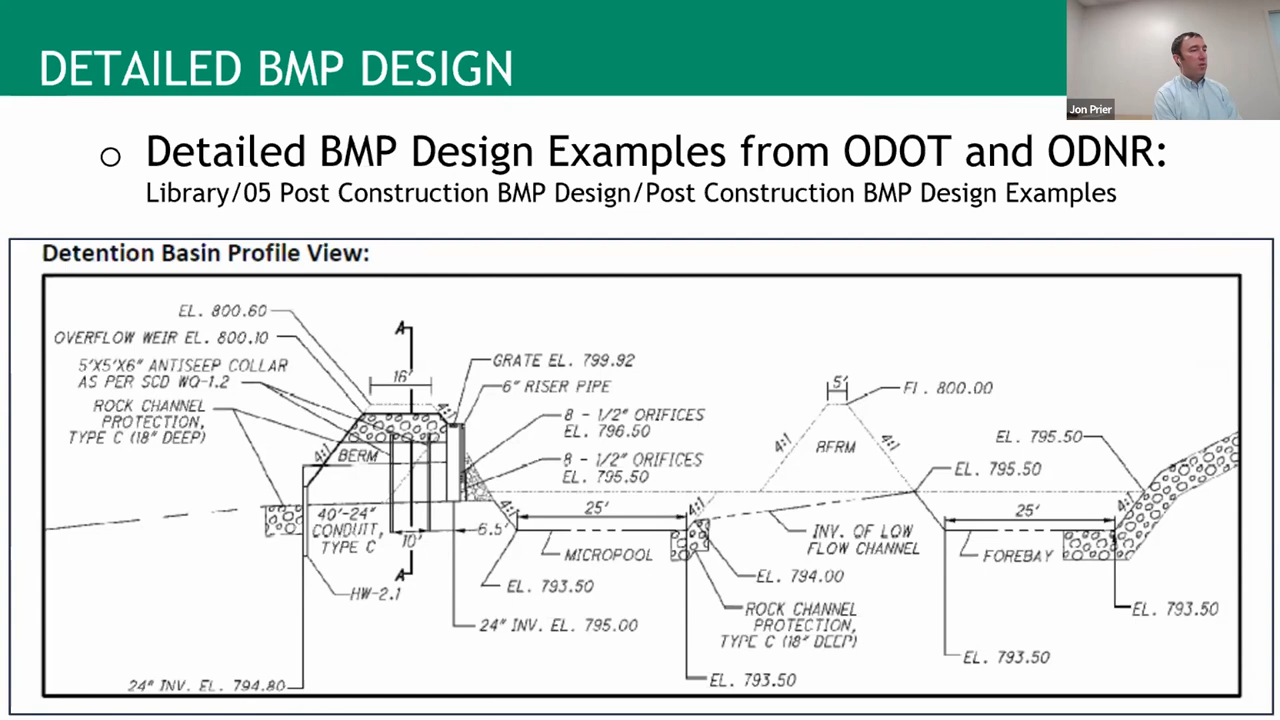 DETAILED BMP DESIGN
Jon Prier
o Detailed BMP Design Examples from ODOT and ODNR:
Library/05 Post Construction BMP Design/Post Construction BMP Design Examples
Detention Basin Profile View:
EL. 800.60
OVERFLOW WEIR EL. 800.10
5'X5'X6" ANTISEEP COLLAR
AS PER SCD WQ-1.2
ROCK CHANNEL
PROTECTION,
TYPE C (18" DEEP)
A
16'
4:1
GRATE EL. 799.92
6" RISER PIPE
8 - 1/2" ORIFICES
EL. 796.50
8 - 1/2" ORIFICES
EL. 795.50
5'
EL. 800.00
4:1
BERM
4:1
EL. 795.50
EL. 795.50
4:1
BERM
40'-24"
CONDUIT,
TYPE C
10'
6.5'
4:1
25'
4:1
MICROPOOL
INV. OF LOW
FLOW CHANNEL
25'
4:1
FOREBAY
A
HW-2.1
EL. 793.50
24" INV. EL. 795.00
EL. 794.00
ROCK CHANNEL
PROTECTION,
TYPE C (18" DEEP)
EL. 793.50
EL. 793.50
EL. 793.50
24" INV. EL. 794.80